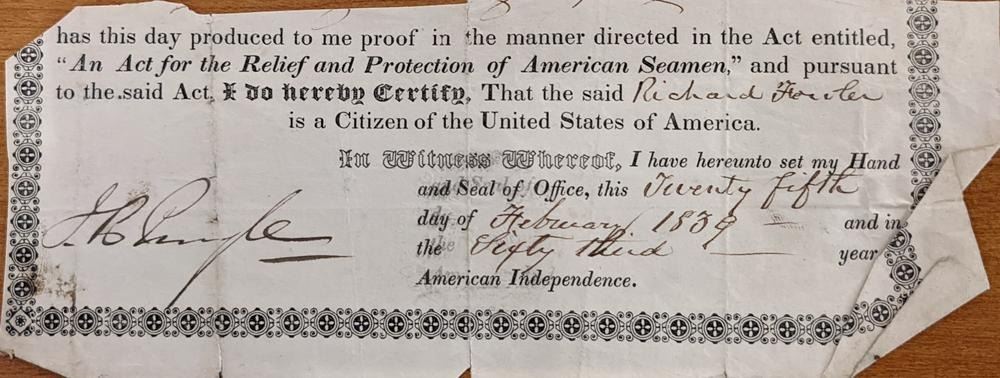 has this day produced to me proof in the manner directed in the Act entitled,
"An Act for the Relief and Protection of American Seamen," and pursuant
to the said Act, I do hereby Certify, That the said Richard Fowler
is a Citizen of the United States of America.
In Witness Whereof, I have hereunto set my Hand
and Seal of Office, this Twenty fifth
day of February. 1839 and in
the Sixty third year
American Independence.